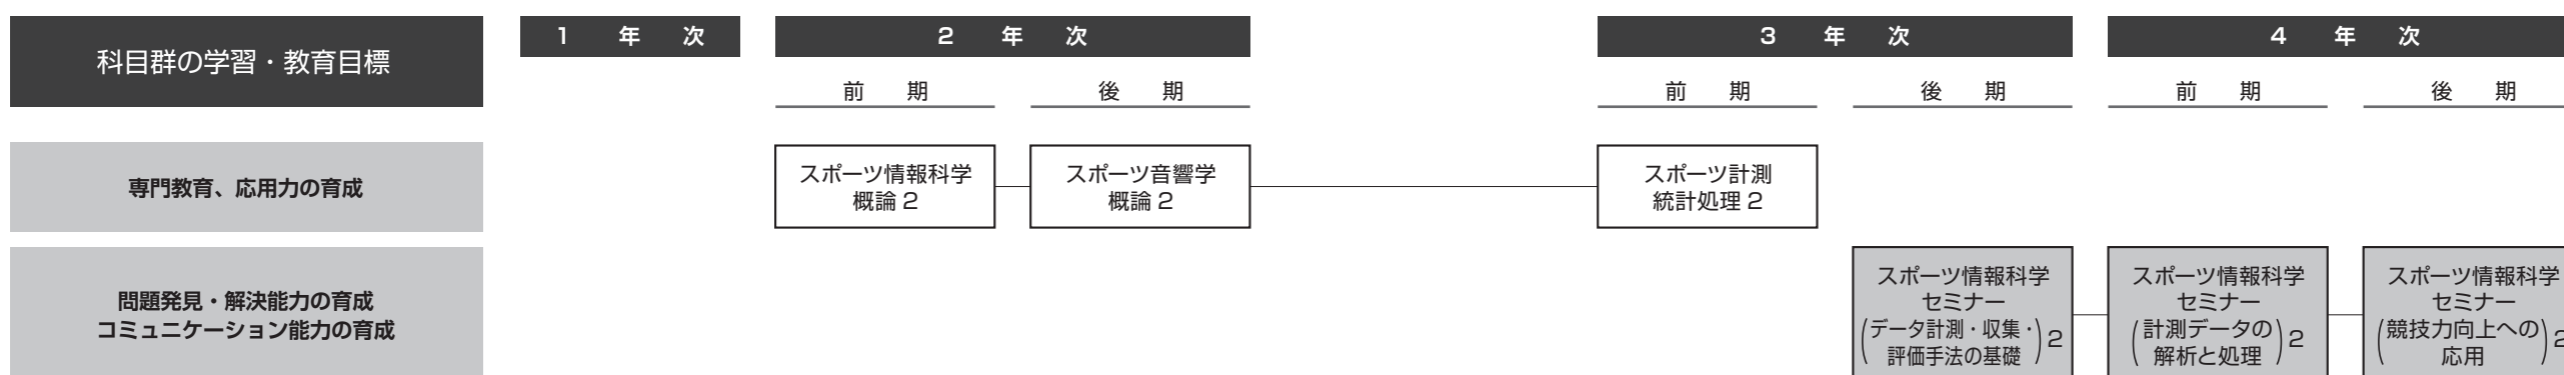 科目群の学習・教育目標
1 年 次
2 年 次
3 年 次
4 年 次
前 期
後 期
前 期
後 期
前 期
後 期
専門教育、応用力の育成
スポーツ情報科学
概論 2
スポーツ音響学
概論 2
スポーツ計測
統計処理 2
問題発見・解決能力の育成
コミュニケーション能力の育成
スポーツ情報科学
セミナー
(データ計測・収集・
評価手法の基礎) 2
スポーツ情報科学
セミナー
(計測データの
解析と処理) 2
スポーツ情報科学
セミナー
(競技力向上への
応用) 2